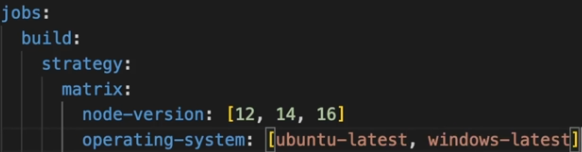 jobs:
  build:
    strategy:
      matrix:
        node-version: [12, 14, 16]
        operating-system: [ubuntu-latest, windows-latest]